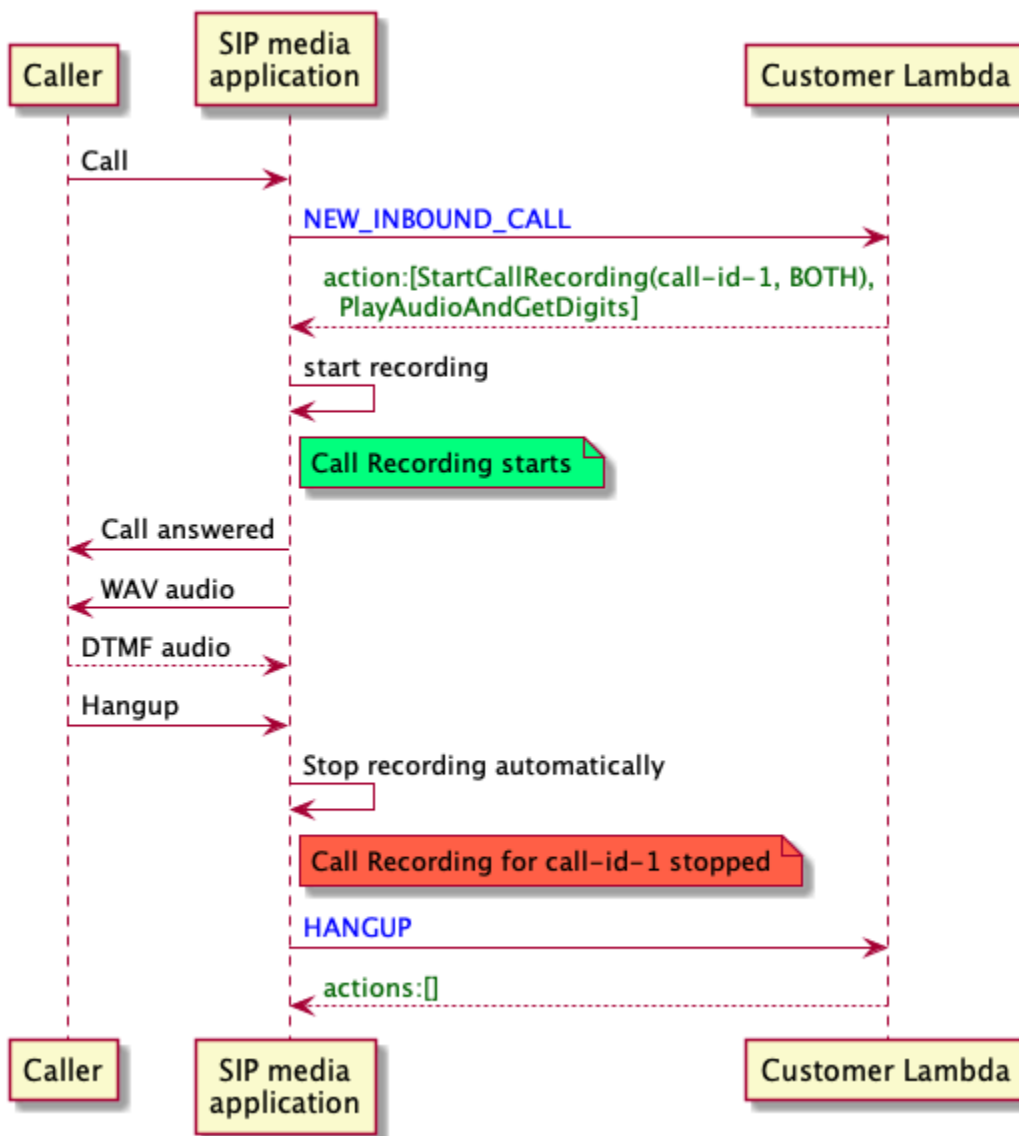 Caller
SIP media
application
Customer Lambda
Call
NEW_INBOUND_CALL
action:[StartCallRecording(call-id-1, BOTH),
PlayAudioAndGetDigits]
start recording
Call Recording starts
Call answered
WAV audio
DTMF audio
Hangup
Stop recording automatically
Call Recording for call-id-1 stopped
HANGUP
actions:[]
Caller
SIP media
application
Customer Lambda